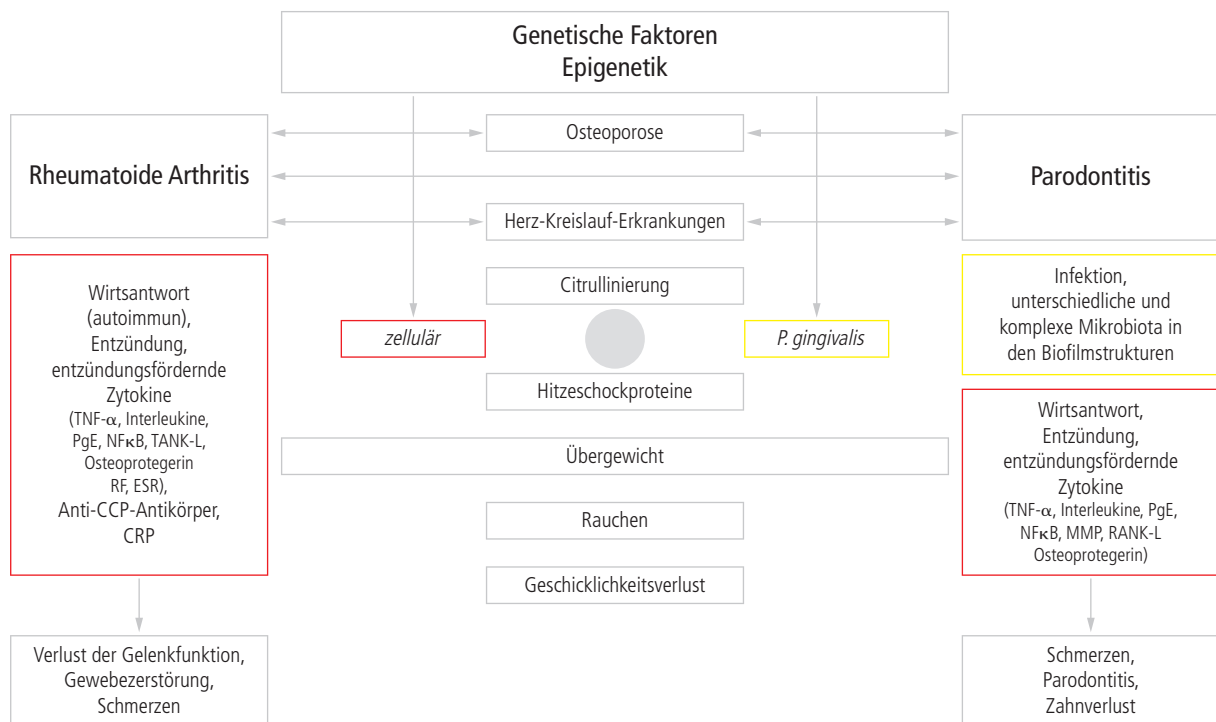 Genetische Faktoren
Epigenetik
Osteoporose
Rheumatoide Arthritis
Parodontitis
Herz-Kreislauf-Erkrankungen
Wirtsantwort
(autoimmun),
Entzündung,
entzündungsfördernde
Zytokine
(TNF-α, Interleukine,
PgE, NFκB, TANK-L,
Osteoprotegerin
RF, ESR),
Anti-CCP-Antikörper,
CRP
Citrullinierung
zellulär
P. gingivalis
Hitzeschockproteine
Infektion,
unterschiedliche und
komplexe Mikrobiota in
den Biofilmstrukturen
Wirtsantwort,
Entzündung,
entzündungsfördernde
Zytokine
(TNF-α, Interleukine, PgE,
NFκB, MMP, RANK-L
Osteoprotegerin)
Übergewicht
Rauchen
Geschicklichkeitsverlust
Verlust der Gelenkfunktion,
Gewebezerstörung,
Schmerzen
Schmerzen,
Parodontitis,
Zahnverlust